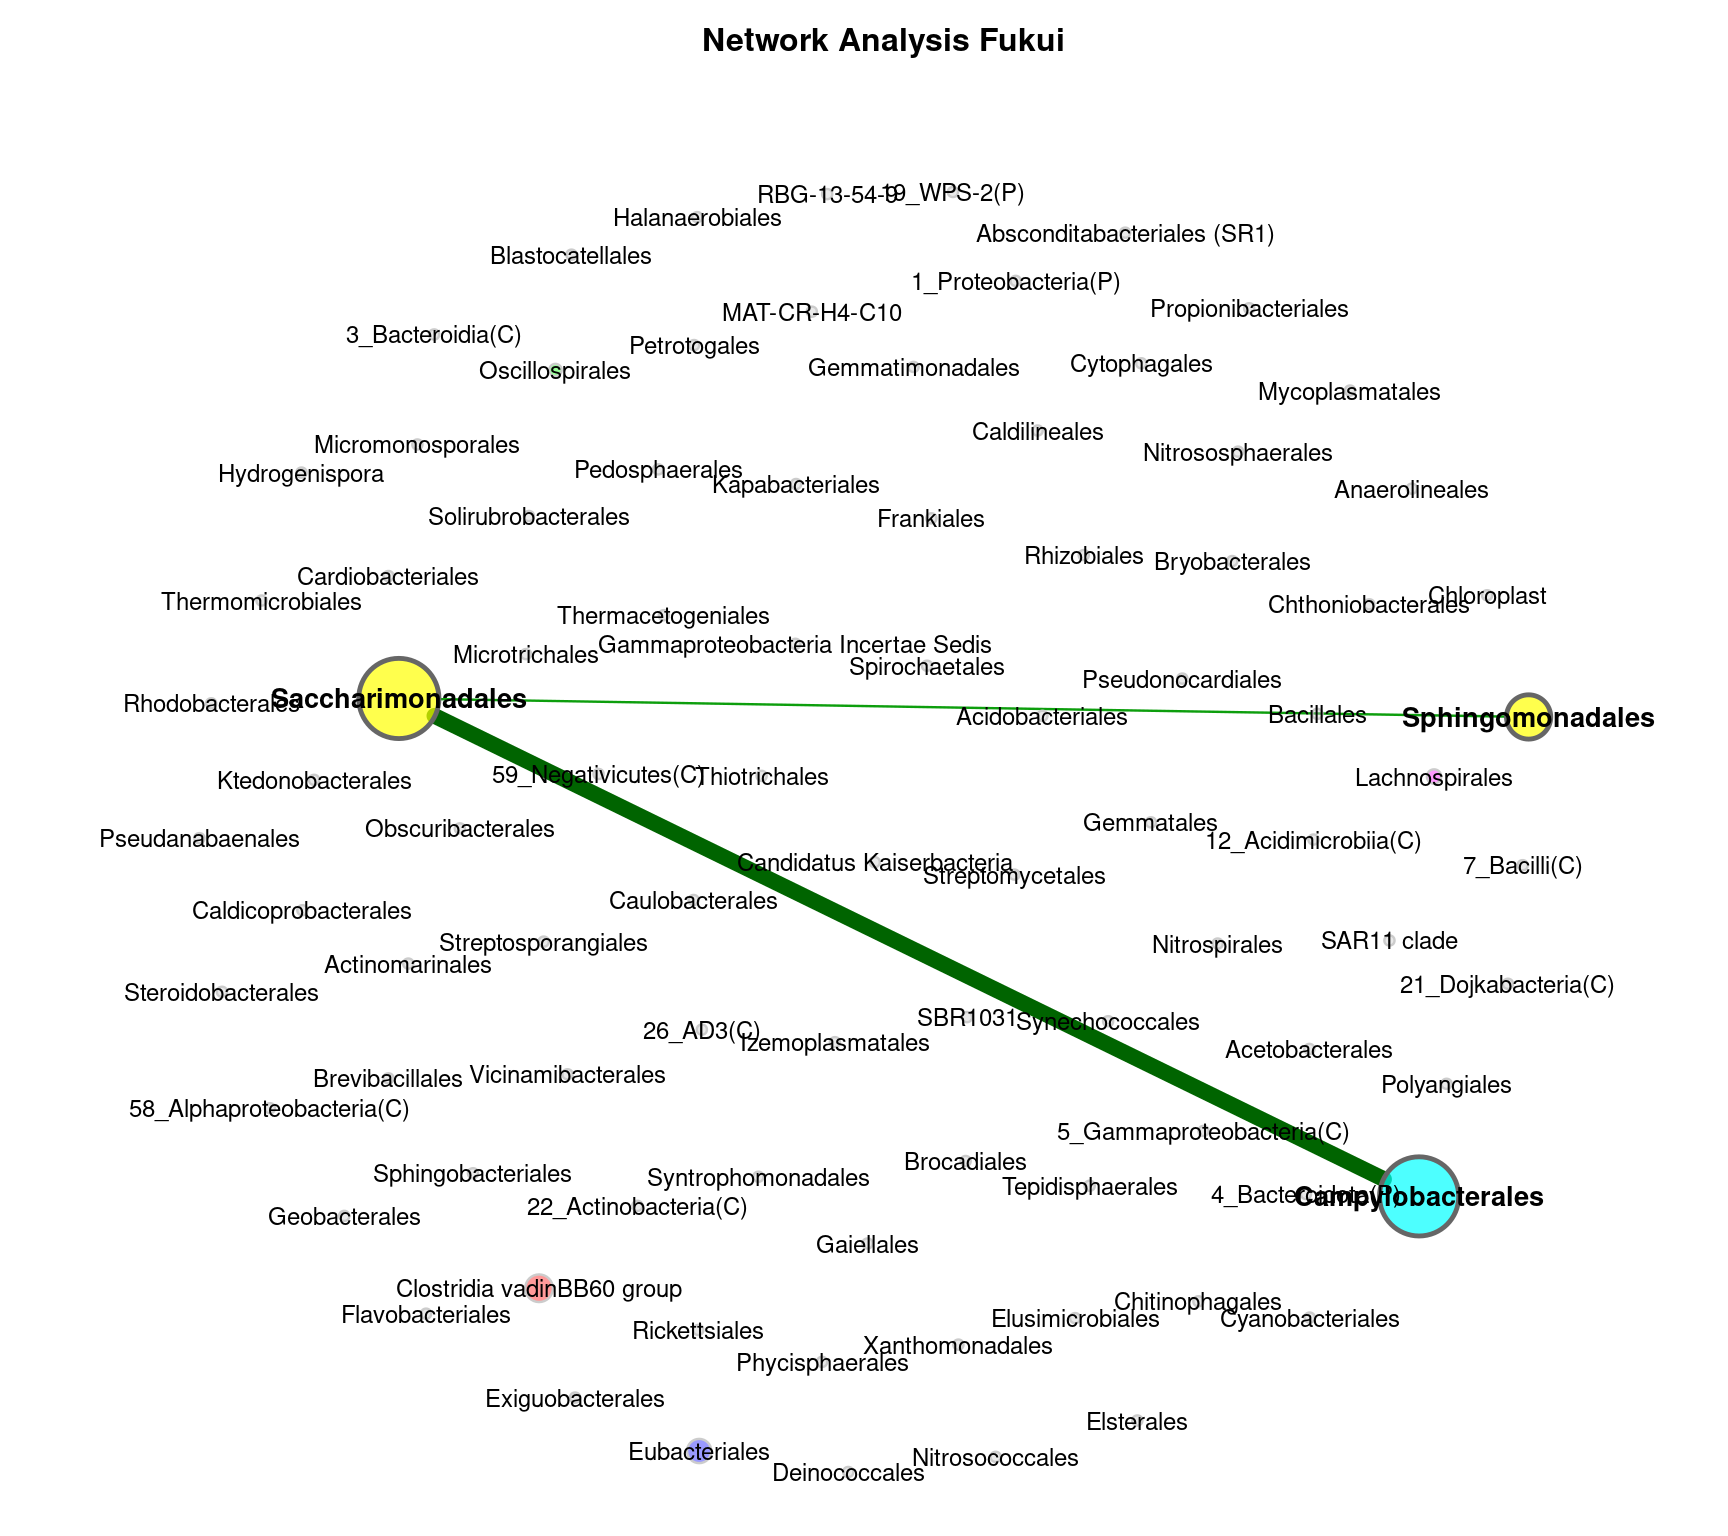 Network Analysis Fukui
RBG-13-54-9
19_WPS-2(P)
Halanaerobiales
Absconditabacteriales (SR1)
Blastocatellales
1_Proteobacteria(P)
Propionibacteriales
MAT-CR-H4-C10
3_Bacteroidia(C)
Petrotogales
Oscillospirales
Gemmatimonadales
Cytophagales
Mycoplasmatales
Caldilineales
Micromonosporales
Nitrososphaerales
Hydrogenispora
Pedosphaerales
Kapabacteriales
Anaerolineales
Solirubrobacterales
Frankiales
Rhizobiales
Bryobacterales
Cardiobacteriales
Thermomicrobiales
Chthoniobacterales
Chloroplast
Thermacetogeniales
Gammaproteobacteria Incertae Sedis
Microtrichales
Spirochaetales
Pseudonocardiales
Rhodobacterales
Saccharimonadales
Acidobacteriales
Bacillales
Sphingomonadales
Ktedonobacterales
59_Negativicutes(C)
Thiotrichales
Lachnospirales
Pseudanabaenales
Obscuribacterales
Gemmatales
12_Acidimicrobiia(C)
Candidatus Kaiserbacteria
Streptomycetales
7_Bacilli(C)
Caldicoprobacterales
Caulobacterales
Streptosporangiales
Nitrospirales
SAR11 clade
Actinomarinales
Steroidobacterales
21_Dojkabacteria(C)
26_AD3(C)
Izemoplasmatales
SBR1031
Synechococcales
Acetobacterales
Brevibacillales
Vicinamibacterales
Polyangiales
58_Alphaproteobacteria(C)
5_Gammaproteobacteria(C)
Sphingobacteriales
Syntrophomonadales
Brocadiales
Tepidisphaerales
4_Bacteroidota(P)
Campylobacterales
22_Actinobacteria(C)
Geobacterales
Gaiellales
Clostridia vadinBB60 group
Flavobacteriales
Chitinophagales
Elusimicrobiales
Cyanobacteriales
Rickettsiales
Xanthomonadales
Phycisphaerales
Exiguobacterales
Elsterales
Eubacteriales
Nitrosococcales
Deinococcales